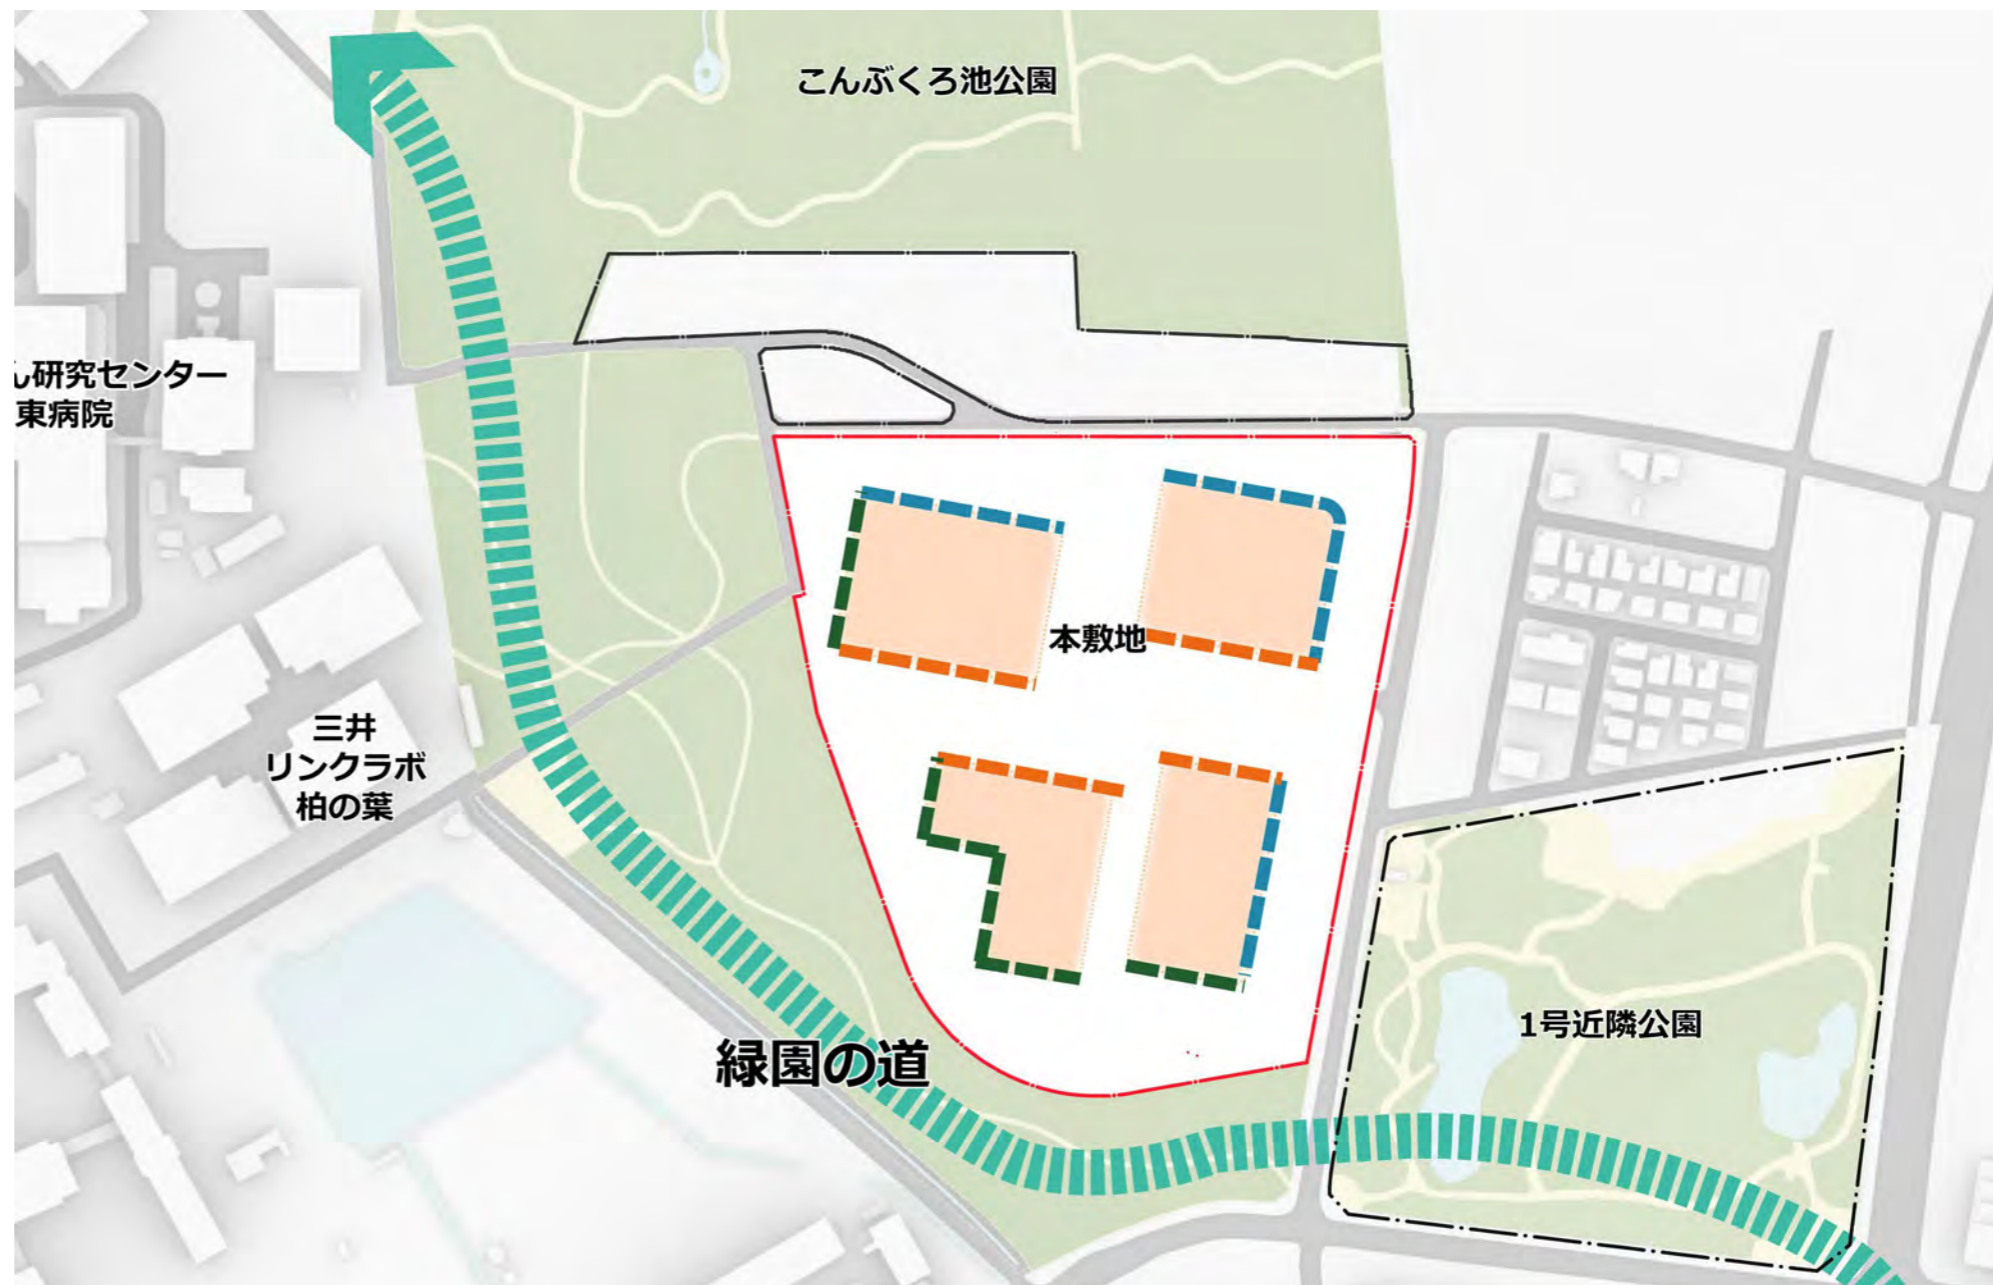 こんぶくろ池公園
ん研究センター
東病院
本敷地
三井
リンクラボ
柏の葉
1号近隣公園
緑園の道